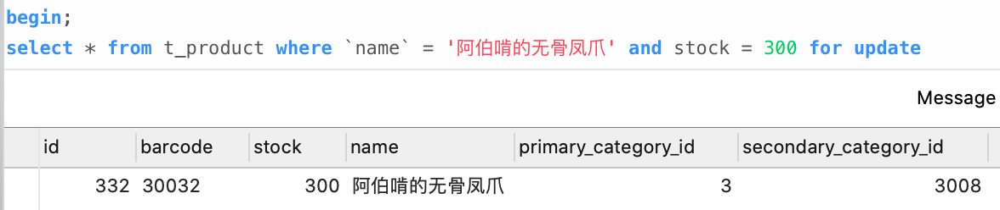 begin;
select * from t_product where `name` = '阿伯啃的无骨凤爪' and stock = 300 for update
Message
id barcode stock name primary_category_id secondary_category_id
332 30032 300 阿伯啃的无骨凤爪 3 3008